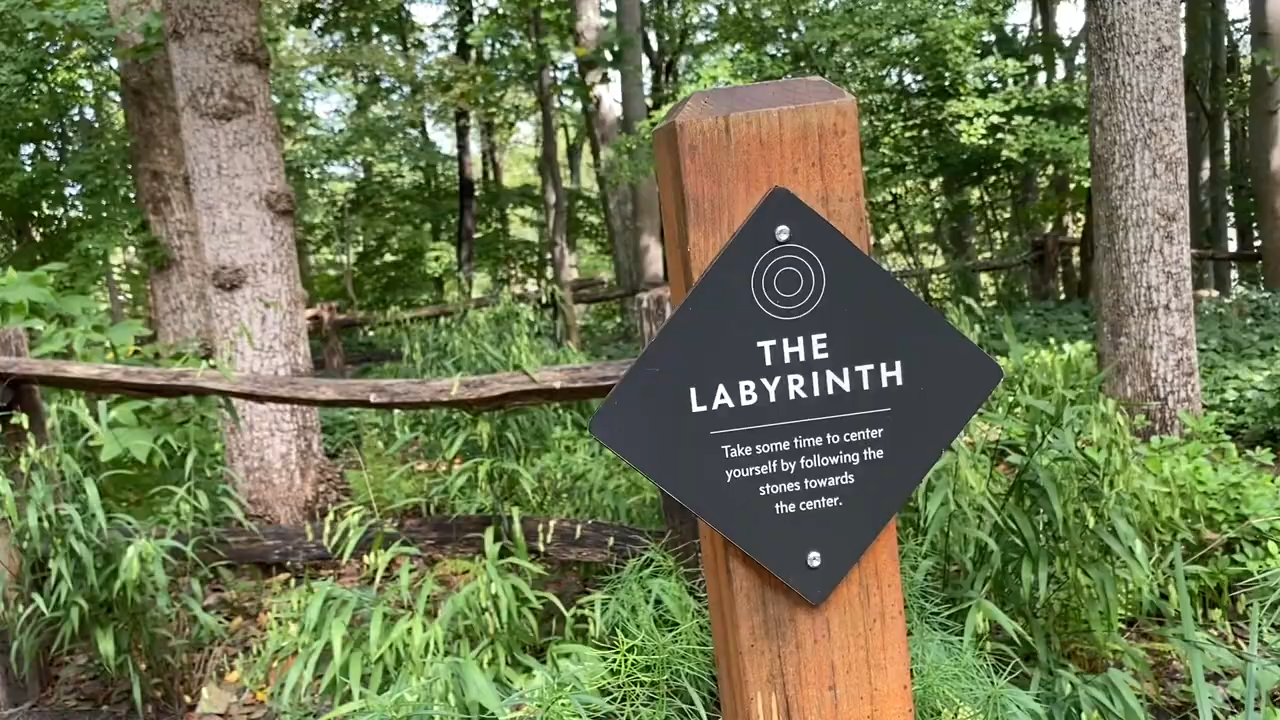 THE
LABYRINTH
Take some time to center
yourself by following the
stones towards
the center.